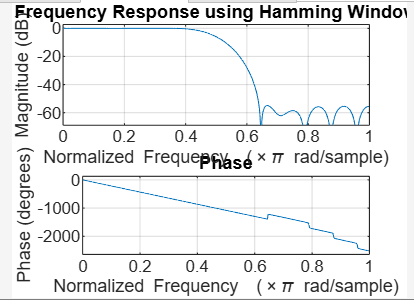 Frequency Response using Hamming Window
Magnitude (dB)
0
-20
-40
-60
0 0.2 0.4 0.6 0.8 1
Normalized Frequency (×π rad/sample)
Phase
Phase (degrees)
0
-1000
-2000
0 0.2 0.4 0.6 0.8 1
Normalized Frequency (×π rad/sample)